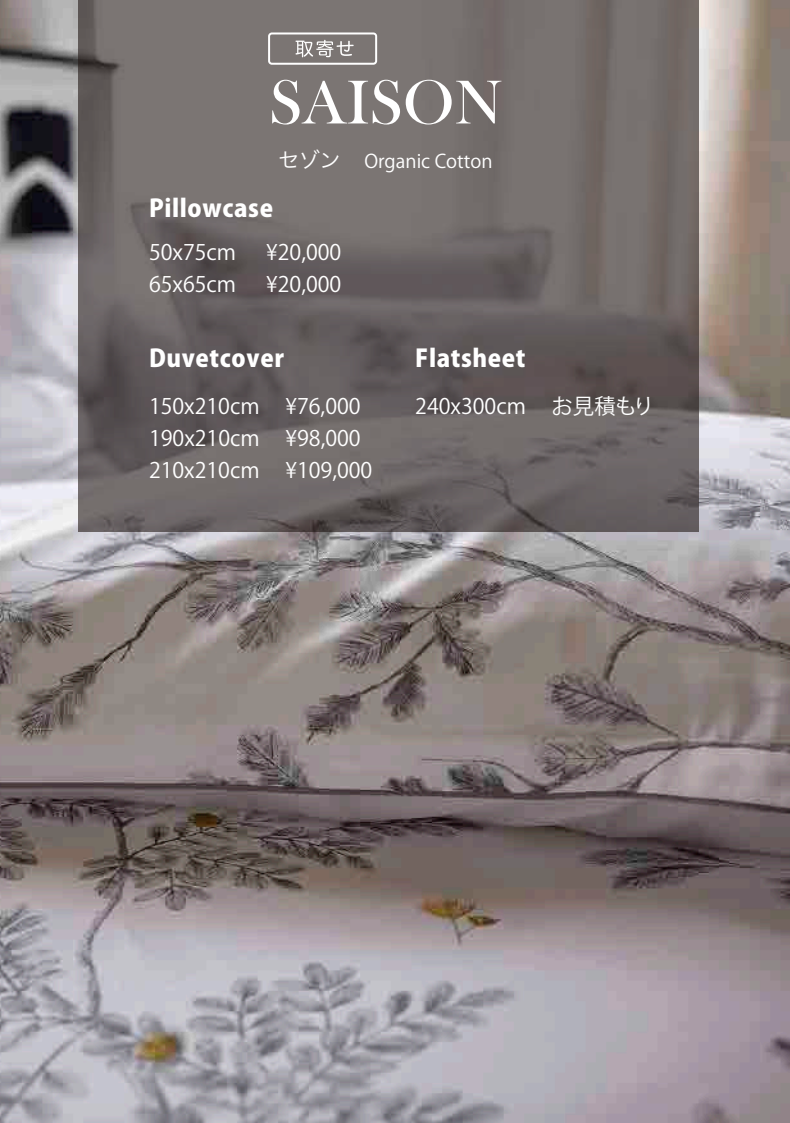 取寄せ
SAISON
セゾン Organic Cotton
Pillowcase
50x75cm ¥20,000
65x65cm ¥20,000
Duvetcover
150x210cm ¥76,000
190x210cm ¥98,000
210x210cm ¥109,000
Flatsheet
240x300cm お見積もり